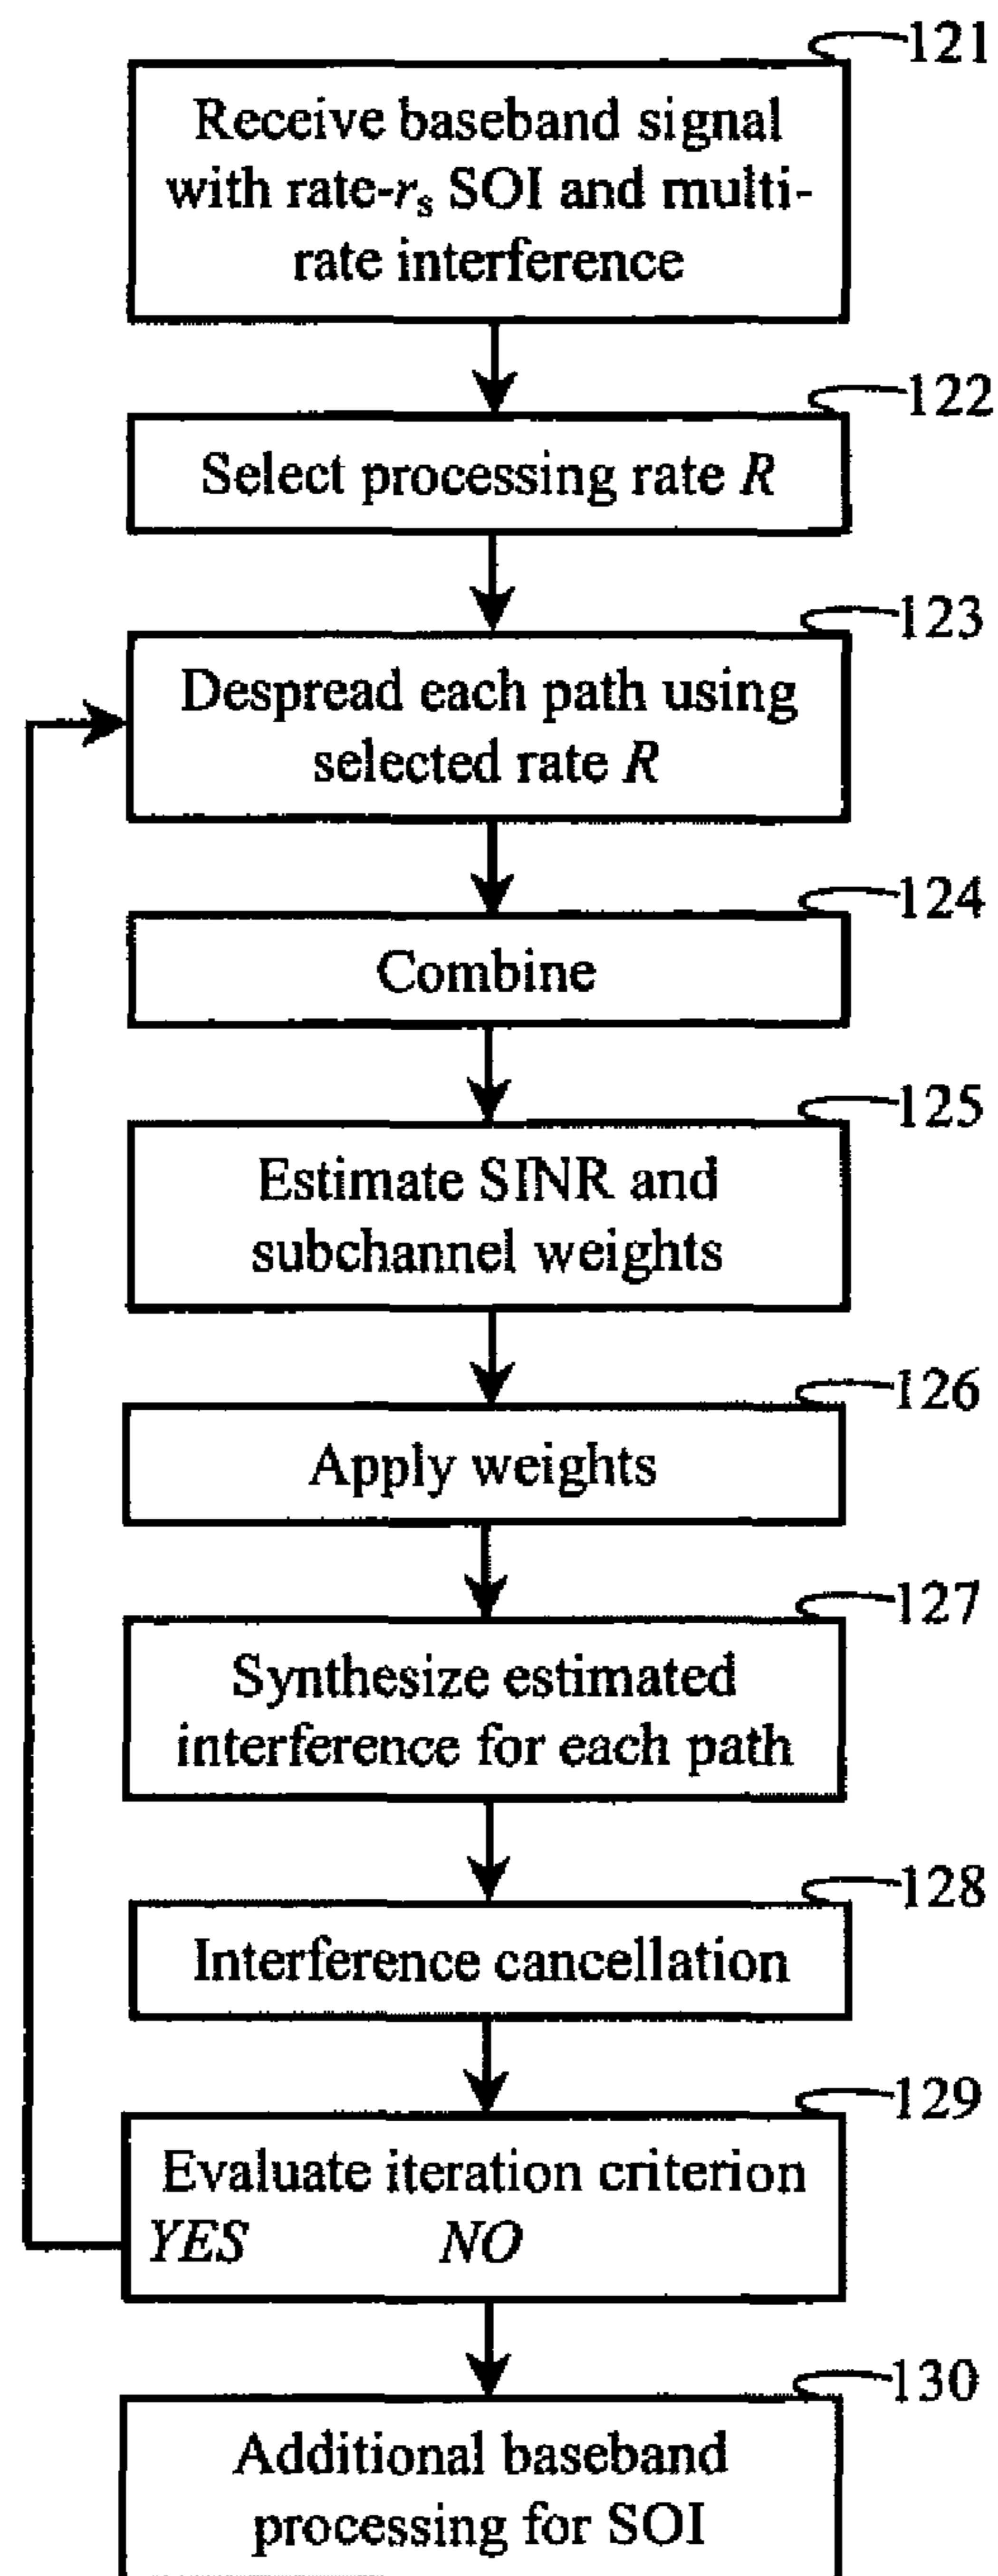 121
Receive baseband signal
with rate-rₛ SOI and multi-
rate interference
122
Select processing rate R
123
Despread each path using
selected rate R
124
Combine
125
Estimate SINR and
subchannel weights
126
Apply weights
127
Synthesize estimated
interference for each path
128
Interference cancellation
129
Evaluate iteration criterion
YES NO
130
Additional baseband
processing for SOI